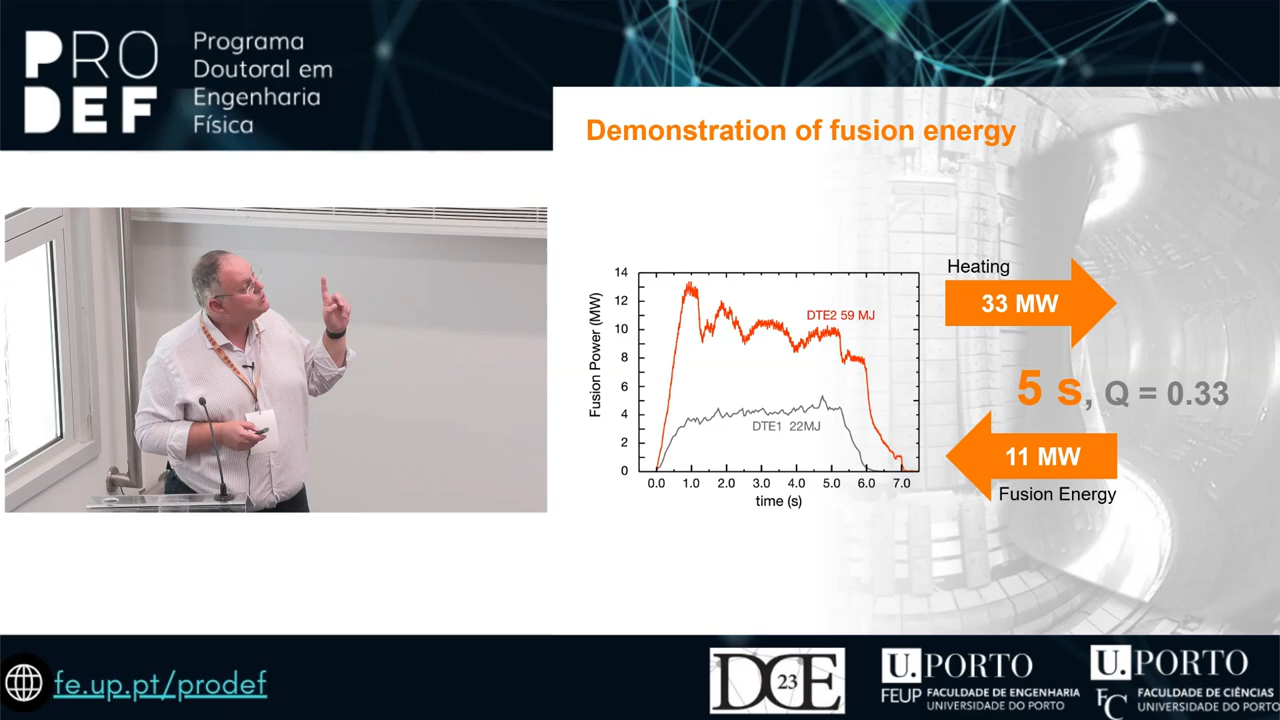 PRO
DEF
Programa
Doutoral em
Engenharia
Física
Demonstration of fusion energy
14
12
10
8
6
4
2
0
Fusion Power (MW)
DTE2 59 MJ
DTE1 22MJ
0.0 1.0 2.0 3.0 4.0 5.0 6.0 7.0
time (s)
Heating
33 MW
5 s, Q = 0.33
11 MW
Fusion Energy
fe.up.pt/prodef
DCE
23
U.PORTO
FEUP FACULDADE DE ENGENHARIA
UNIVERSIDADE DO PORTO
U.PORTO
FC FACULDADE DE CIÊNCIAS
UNIVERSIDADE DO PORTO